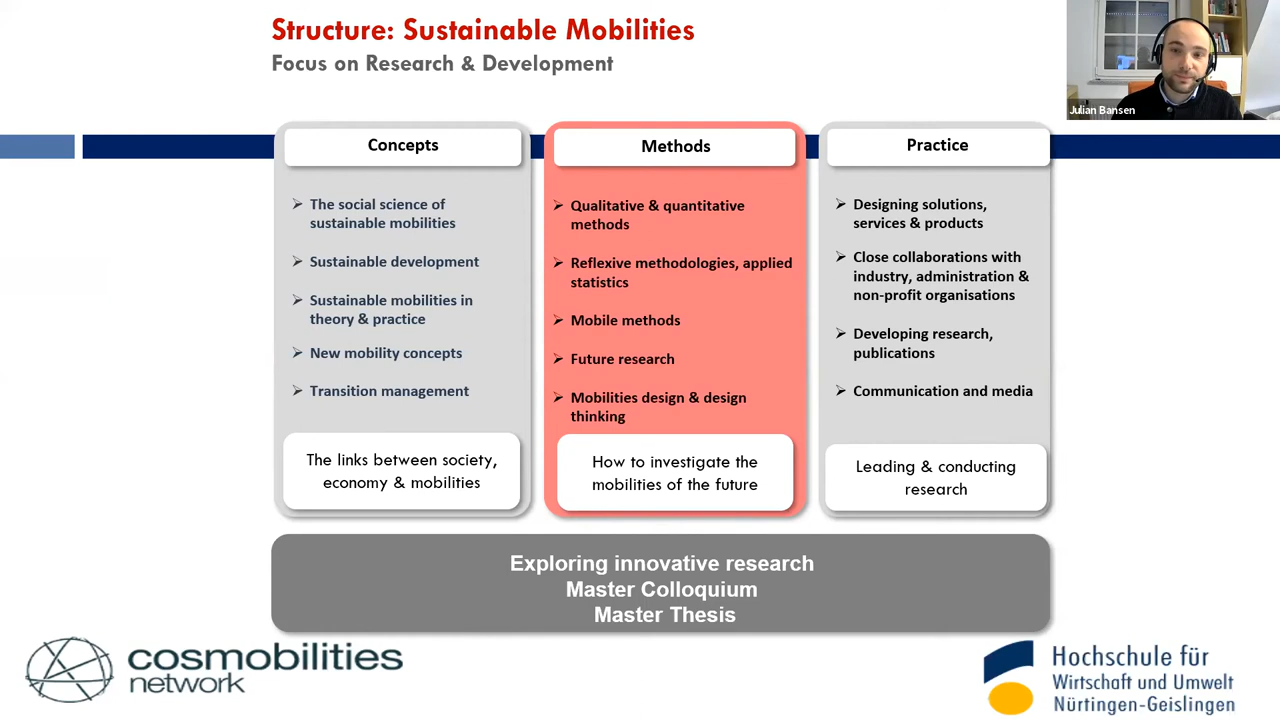 Structure: Sustainable Mobilities
Focus on Research & Development
Julian Bansen
Concepts
The social science of
sustainable mobilities
Sustainable development
Sustainable mobilities in
theory & practice
New mobility concepts
Transition management
The links between society,
economy & mobilities
Methods
Qualitative & quantitative
methods
Reflexive methodologies, applied
statistics
Mobile methods
Future research
Mobilities design & design
thinking
How to investigate the
mobilities of the future
Practice
Designing solutions,
services & products
Close collaborations with
industry, administration &
non-profit organisations
Developing research,
publications
Communication and media
Leading & conducting
research
Exploring innovative research
Master Colloquium
Master Thesis
cosmobilities
network
Hochschule für
Wirtschaft und Umwelt
Nürtingen-Geislingen